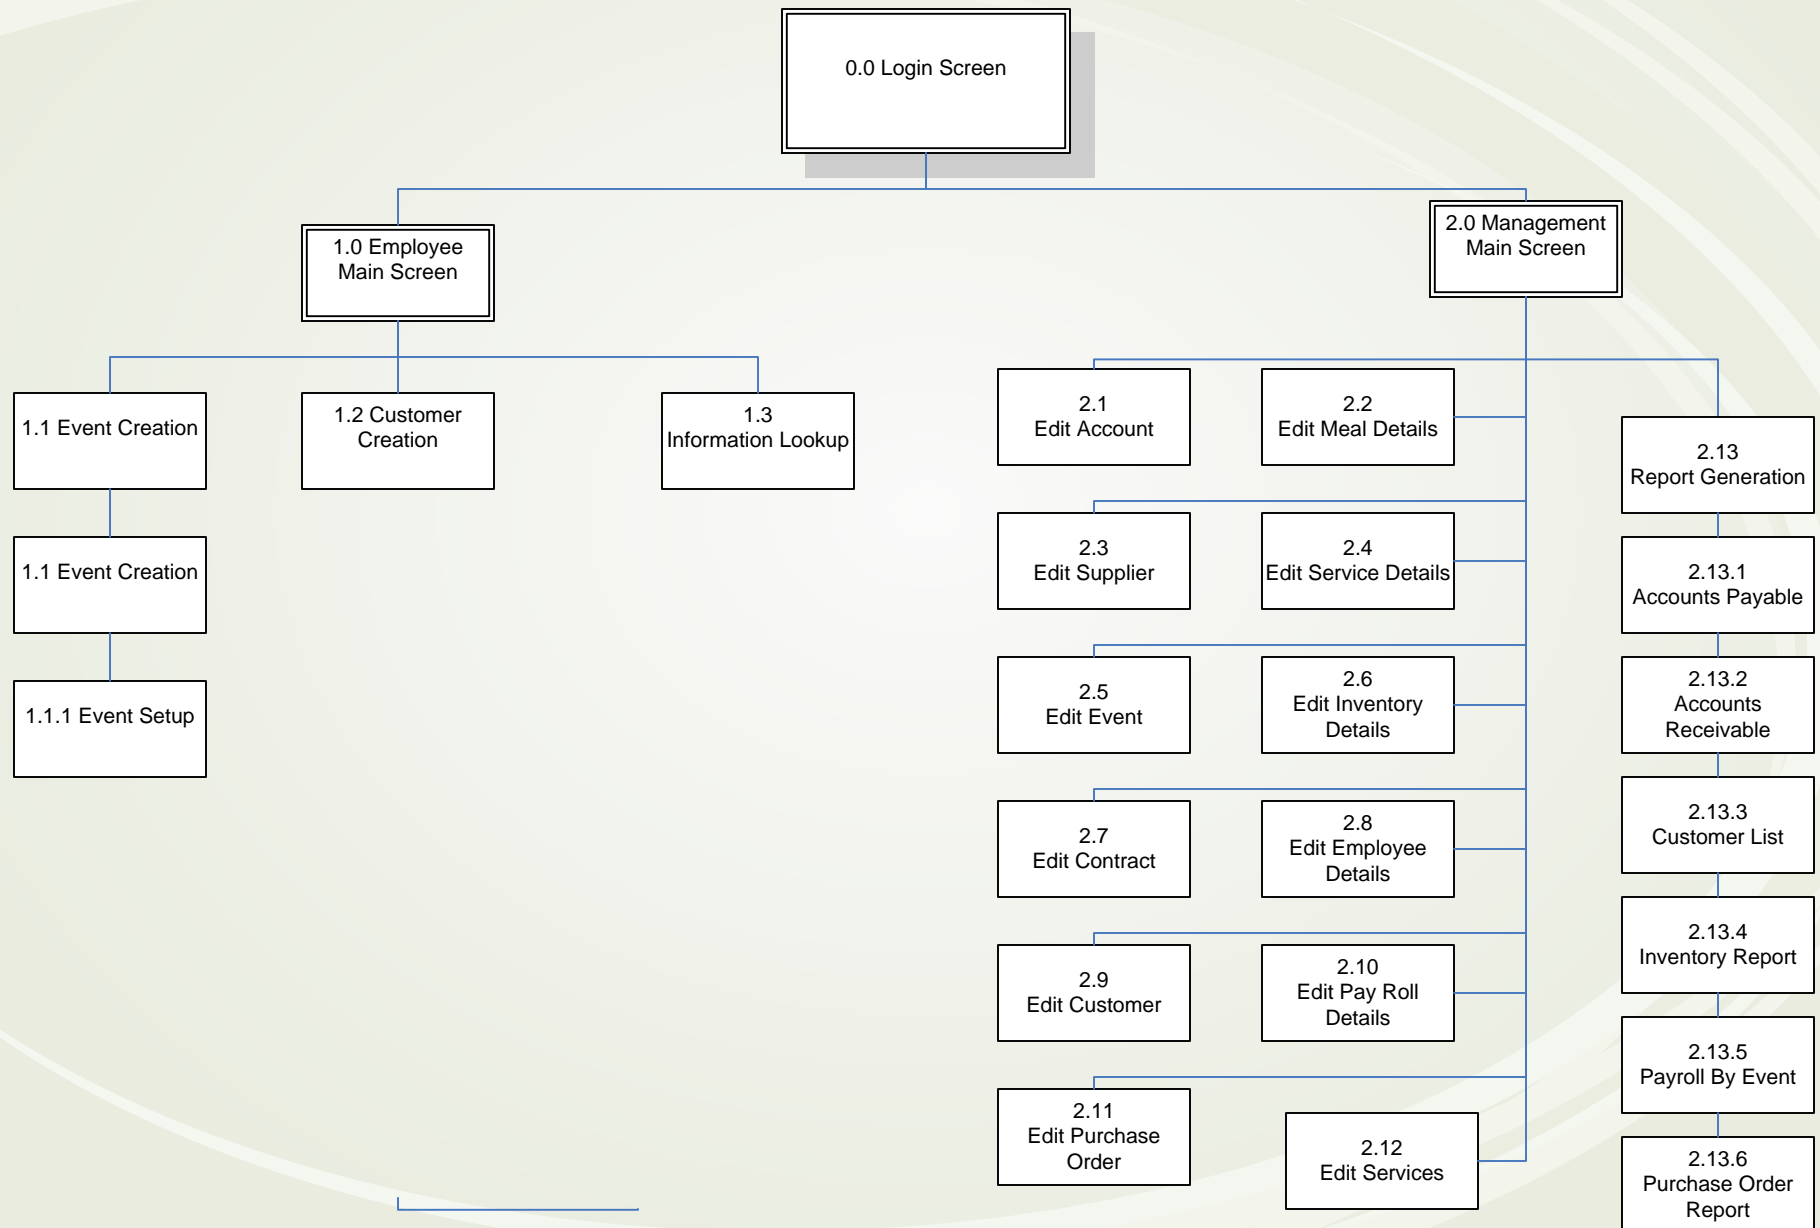 0.0 Login Screen
1.0 Employee
Main Screen
2.0 Management
Main Screen
1.1 Event Creation
1.2 Customer
Creation
1.3
Information Lookup
1.1 Event Creation
1.1.1 Event Setup
2.1
Edit Account
2.2
Edit Meal Details
2.3
Edit Supplier
2.4
Edit Service Details
2.5
Edit Event
2.6
Edit Inventory
Details
2.7
Edit Contract
2.8
Edit Employee
Details
2.9
Edit Customer
2.10
Edit Pay Roll
Details
2.11
Edit Purchase
Order
2.12
Edit Services
2.13
Report Generation
2.13.1
Accounts Payable
2.13.2
Accounts
Receivable
2.13.3
Customer List
2.13.4
Inventory Report
2.13.5
Payroll By Event
2.13.6
Purchase Order
Report